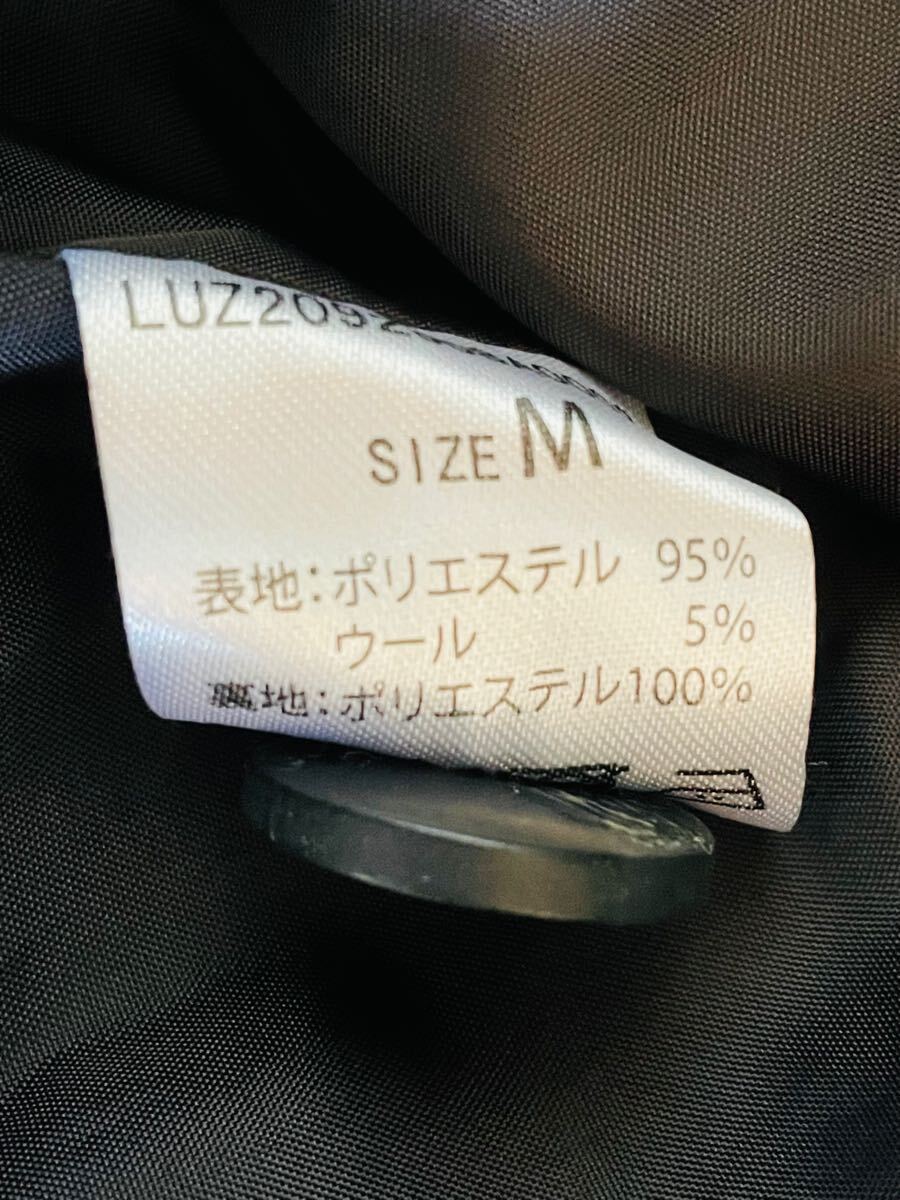 SIZE M
表地:ポリエステル 95%
ウール 5%
裏地:ポリエステル100%